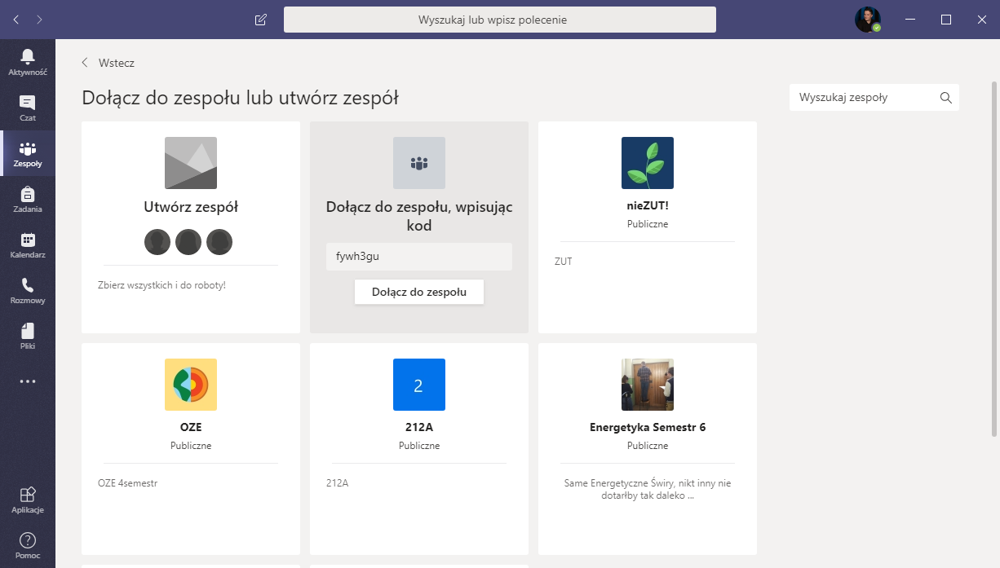 Wyszukaj lub wpisz polecenie
Aktywność
Czat
Zespoły
Zadania
Kalendarz
Rozmowy
Pliki
Aplikacje
Pomoc
Wstecz
Dołącz do zespołu lub utwórz zespół
Wyszukaj zespoły
Utwórz zespół
Zbierz wszystkich i do roboty!
Dołącz do zespołu, wpisując
kod
fywh3gu
Dołącz do zespołu
nieZUT!
Publiczne
ZUT
OZE
Publiczne
OZE 4semestr
2
212A
Publiczne
212A
Energetyka Semestr 6
Publiczne
Same Energetyczne Świry, nikt inny nie
dotarłby tak daleko ...